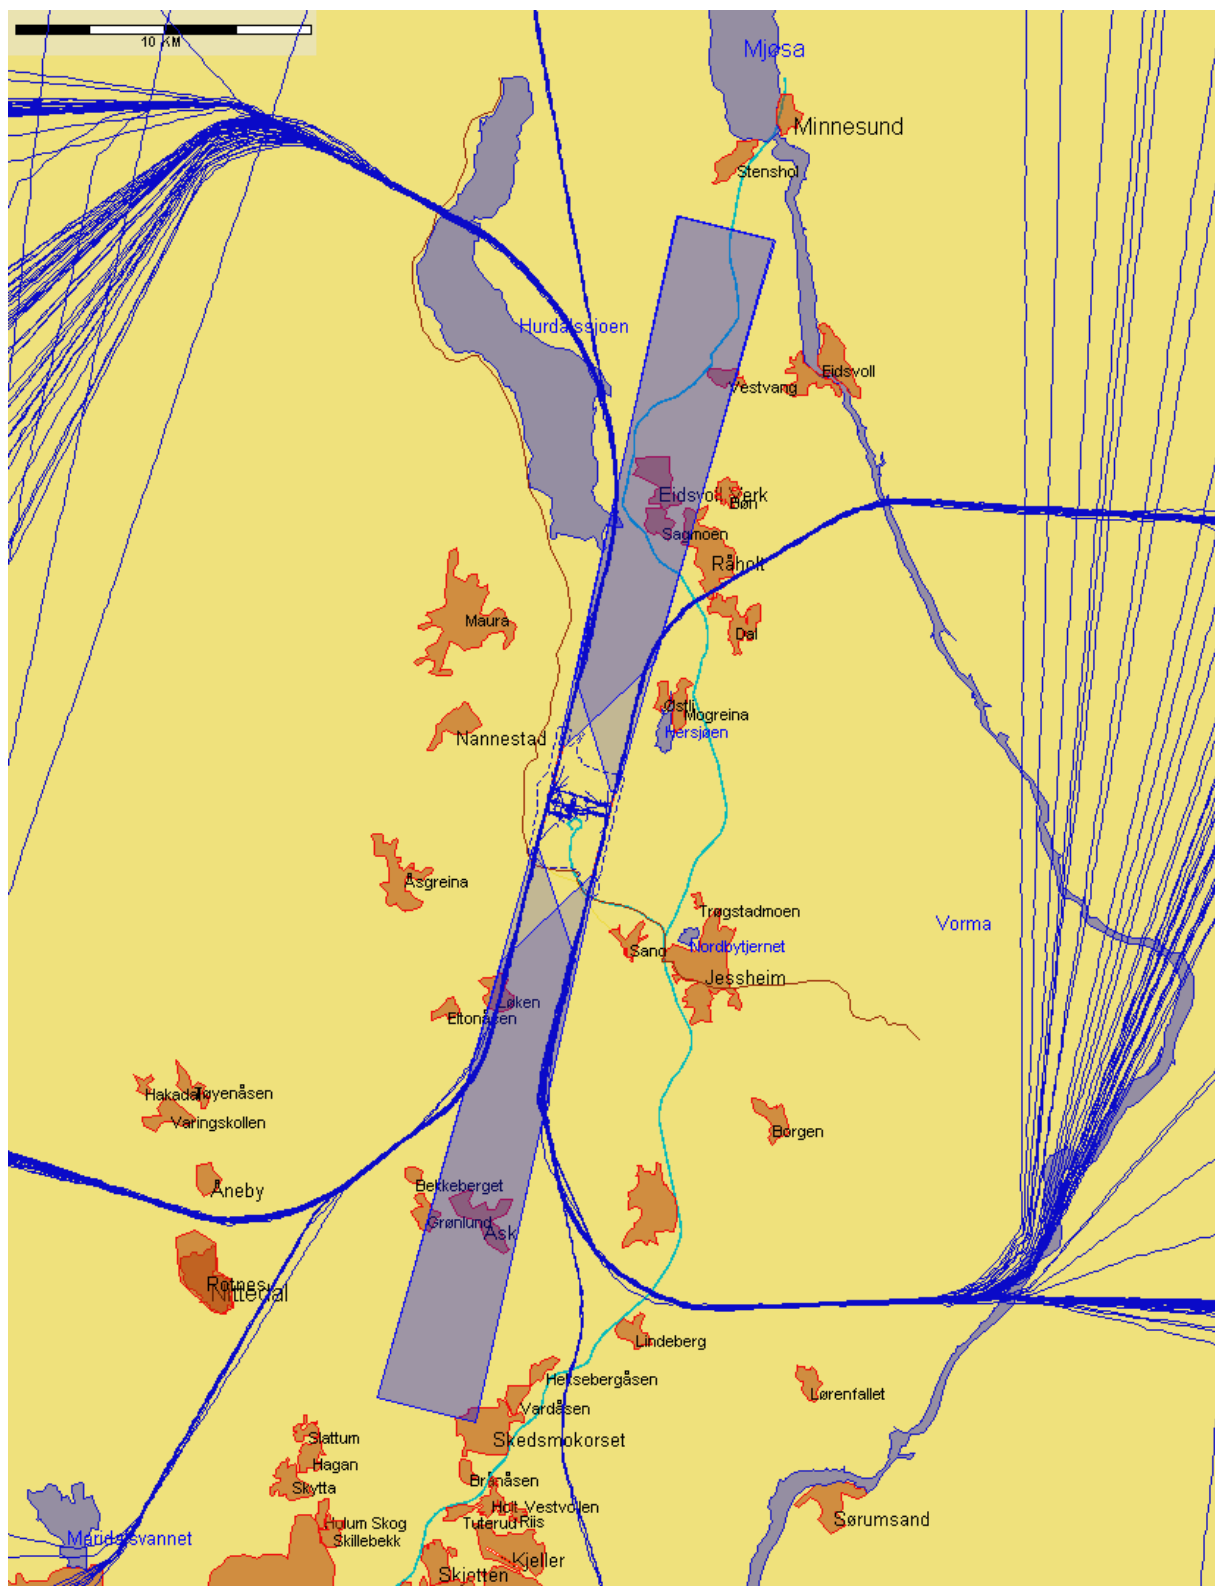 10 KM
Mjøsa
Minnesund
Stenshol
Hurdalssjoen
Eidsvoll
Vestvang
Eidsvoll Verk
Bøn
Sagmoen
Råholt
Maura
Dal
Østli
Mogreina
Nannestad
Hersjøen
Åsgreina
Trøgstadmoen
Vorma
Nordbytjernet
Sand
Jessheim
Løken
Eltonåsen
Hakadal
Tøyenåsen
Varingskollen
Borgen
Bekkeberget
Åneby
Grønlund
Ask
Rotnes
Nittedal
Lindeberg
Heksebergåsen
Lørenfallet
Vardåsen
Slattum
Skedsmokorset
Hagan
Brånåsen
Skytta
Holt
Vestvollen
Tuterud
Riis
Sørumsand
Hulum Skog
Maridalsvannet
Skillebekk
Kjeller
Skjetten